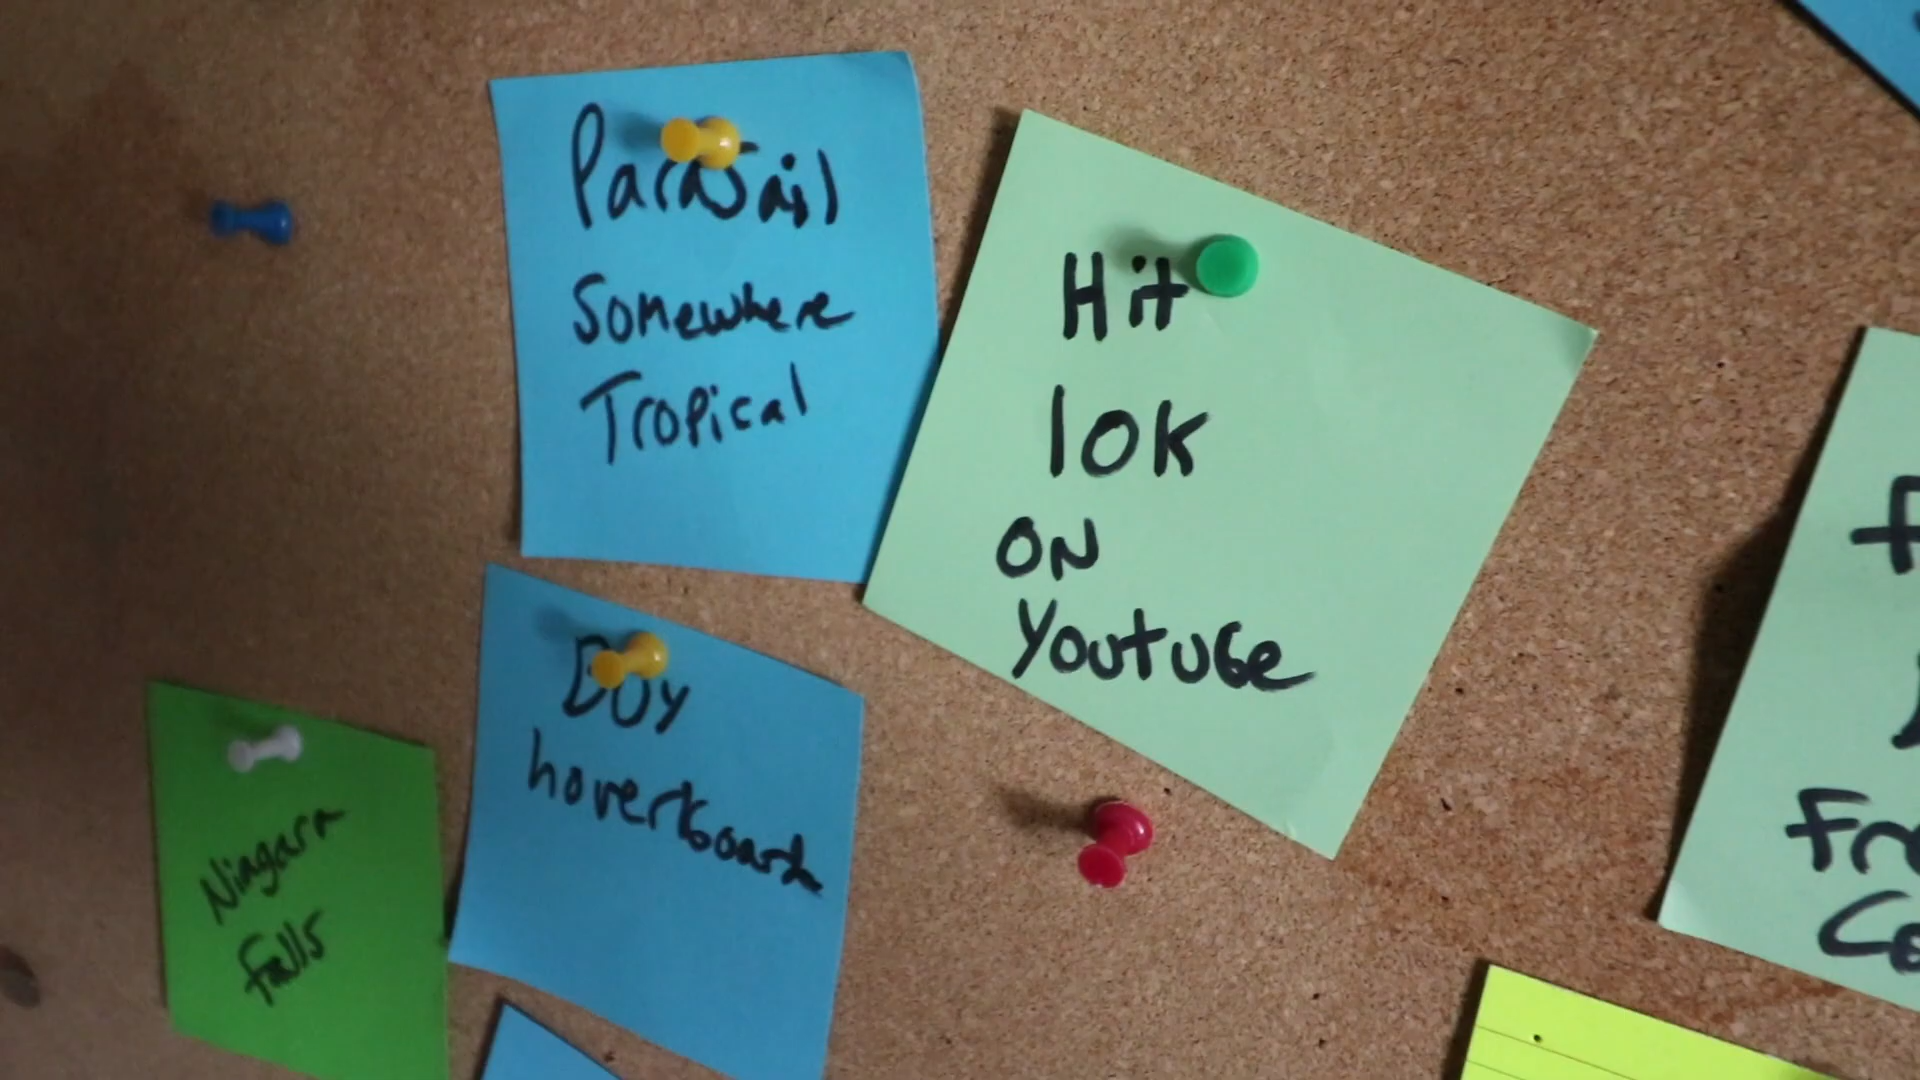 Parasail
Somewhere
Tropical
Hit
10K
ON
Youtube
Buy
hoverboard
Niagara
falls